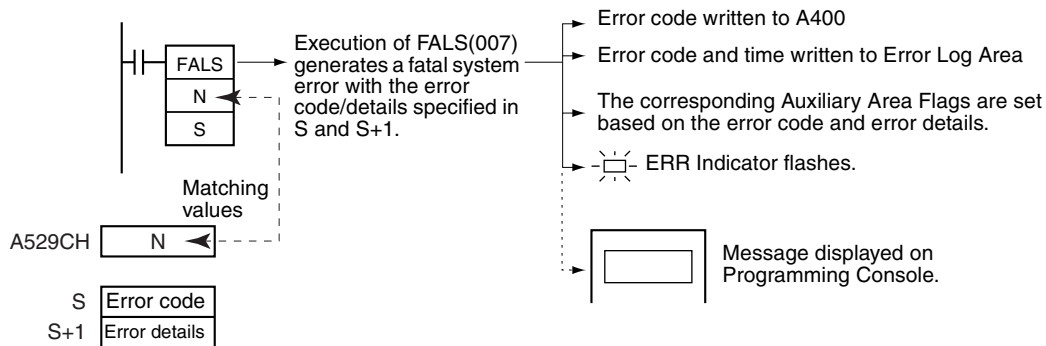 FALS
N
S
Execution of FALS(007)
generates a fatal system
error with the error
code/details specified in
S and S+1.
Error code written to A400
Error code and time written to Error Log Area
The corresponding Auxiliary Area Flags are set
based on the error code and error details.
ERR Indicator flashes.
Matching
values
A529CH N
Message displayed on
Programming Console.
S Error code
S+1 Error details